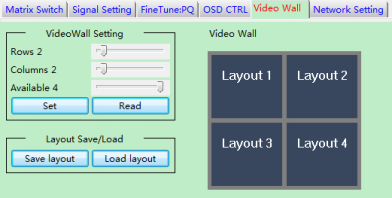 Matrix Switch Signal Setting FineTune:PQ OSD CTRL Video Wall Network Setting
VideoWall Setting
Rows 2
Columns 2
Available 4
Set Read
Layout Save/Load
Save layout Load layout
Video Wall
Layout 1 Layout 2
Layout 3 Layout 4